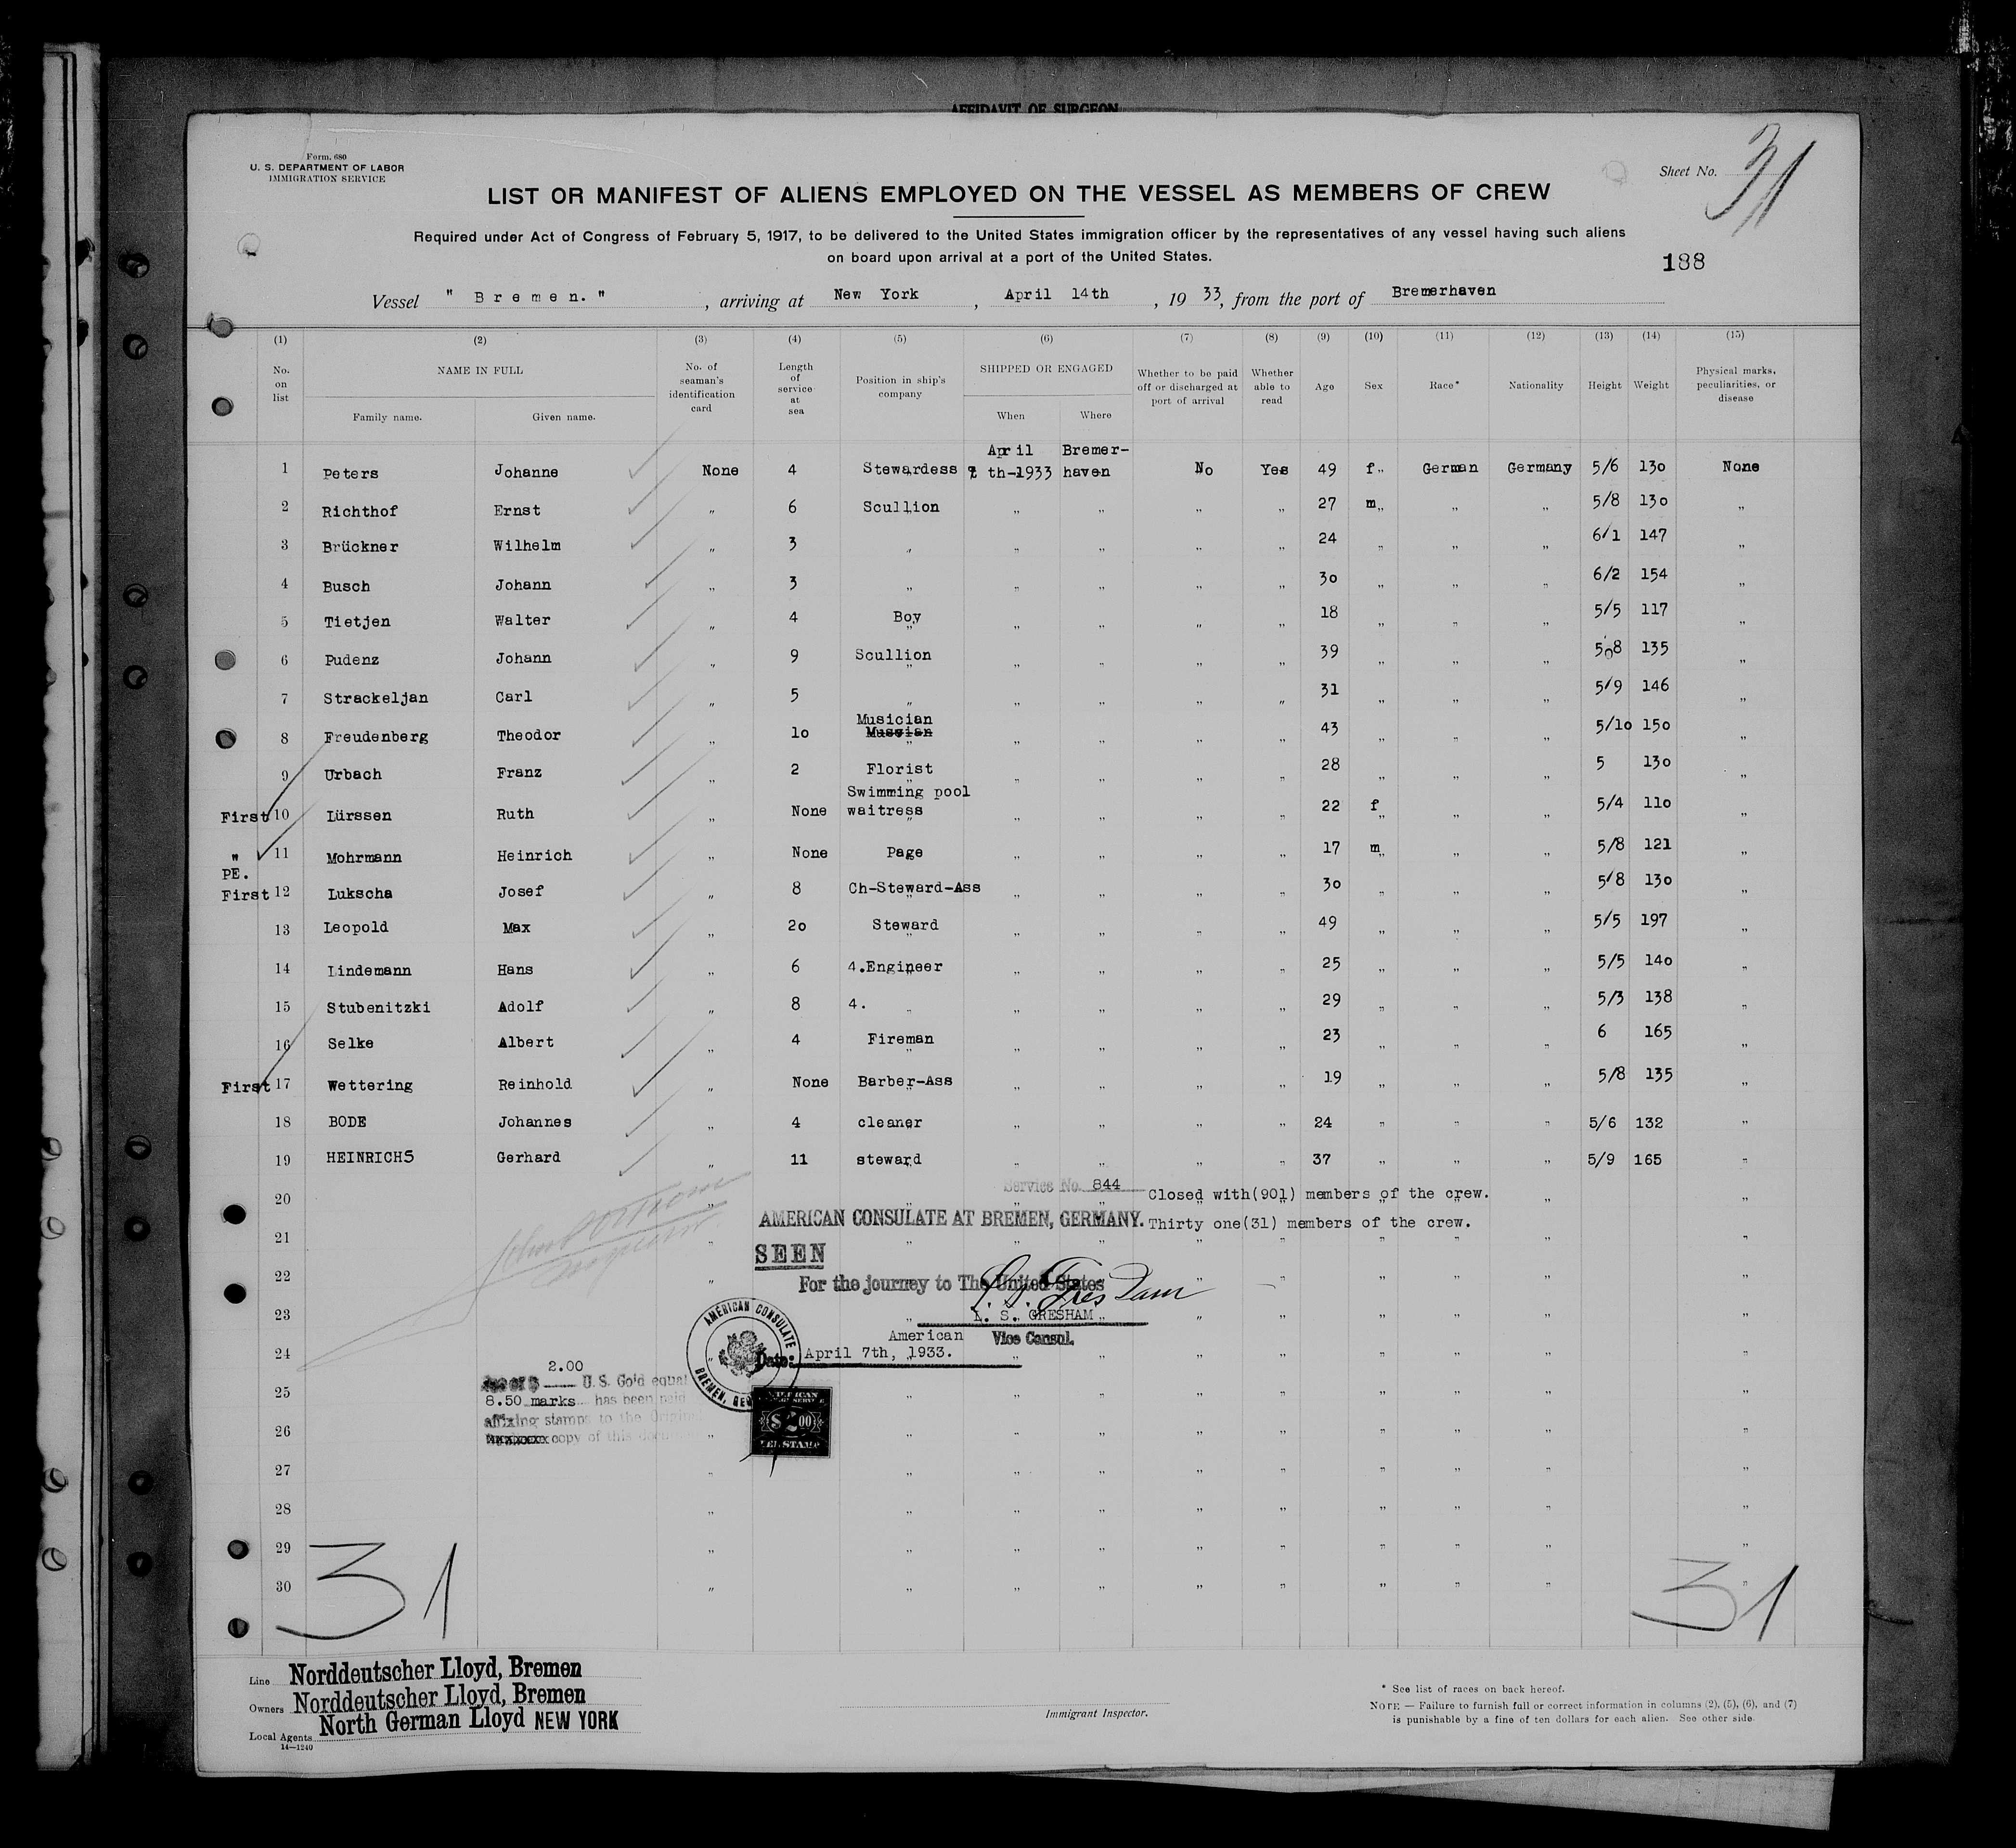 AFFIDAVIT OF SURGEON
Form. 680
U. S. DEPARTMENT OF LABOR
IMMIGRATION SERVICE
Sheet No. 31
LIST OR MANIFEST OF ALIENS EMPLOYED ON THE VESSEL AS MEMBERS OF CREW
Required under Act of Congress of February 5, 1917, to be delivered to the United States immigration officer by the representatives of any vessel having such aliens
on board upon arrival at a port of the United States.
188
Vessel " Bremen. " , arriving at New York , April 14th , 19 33, from the port of Bremerhaven
(1) (2) (3) (4) (5) (6) (7) (8) (9) (10) (11) (12) (13) (14) (15)
No. on list NAME IN FULL Family name. Given name. No. of seaman's identification card Length of service at sea Position in ship's company SHIPPED OR ENGAGED When Where Whether to be paid off or discharged at port of arrival Whether able to read Age Sex Race* Nationality Height Weight Physical marks, peculiarities, or disease
1 Peters Johanne None 4 Stewardess April 7 th-1933 Bremer-haven No Yes 49 f" German Germany 5/6 130 None
2 Richthof Ernst " 6 Scullion " " " " 27 m" " " 5/8 130 "
3 Brückner Wilhelm " 3 " " " " " 24 " " " 6/1 147 "
4 Busch Johann " 3 " " " " " 30 " " " 6/2 154 "
5 Tietjen Walter " 4 Boy " " " " 18 " " " 5/5 117 "
6 Pudenz Johann " 9 Scullion " " " " 39 " " " 5/8 135 "
7 Strackeljan Carl " 5 " " " " " 31 " " " 5/9 146 "
8 Freudenberg Theodor " 10 Musician " " " " 43 " " " 5/10 150 "
9 Urbach Franz " 2 Florist " " " " 28 " " " 5 130 "
First 10 Lürssen Ruth " None Swimming pool waitress " " " " 22 f " " 5/4 110 "
" 11 Mohrmann Heinrich " None Page " " " " 17 m" " " 5/8 121 "
PE.
First 12 Lukscha Josef " 8 Ch-Steward-Ass " " " " 30 " " " 5/8 130 "
13 Leopold Max " 20 Steward " " " " 49 " " " 5/5 197 "
14 Lindemann Hans " 6 4.Engineer " " " " 25 " " " 5/5 140 "
15 Stubenitzki Adolf " 8 4. " " " " " 29 " " " 5/3 138 "
16 Selke Albert " 4 Fireman " " " " 23 " " " 6 165 "
First 17 Wettering Reinhold " None Barber-Ass " " " " 19 " " " 5/8 135 "
18 BODE Johannes " 4 cleaner " " " " 24 " " " 5/6 132 "
19 HEINRICHS Gerhard " 11 steward " " " " 37 " " " 5/9 165 "
20 Service No. 844 Closed with(901) members of the crew.
AMERICAN CONSULATE AT BREMEN, GERMANY. Thirty one(31) members of the crew.
21
SEEN
22 For the journey to The United States
23 L. S. GRESHAM
American Vice Consul.
24 Date: April 7th, 1933.
AMERICAN CONSULATE
BREMEN, GE
2.00
U.S. Gold equal
25 8.50 marks has been paid
affixing stamps to the Original
26 copy of this
AMERICAN
$2.00
FEE STAMP
27
28
29
30
31 31
Line Norddeutscher Lloyd, Bremen
Owners Norddeutscher Lloyd, Bremen
Local Agents North German Lloyd NEW YORK
14—1240
Immigrant Inspector.
* See list of races on back hereof.
NOTE — Failure to furnish full or correct information in columns (2), (5), (6), and (7)
is punishable by a fine of ten dollars for each alien. See other side.